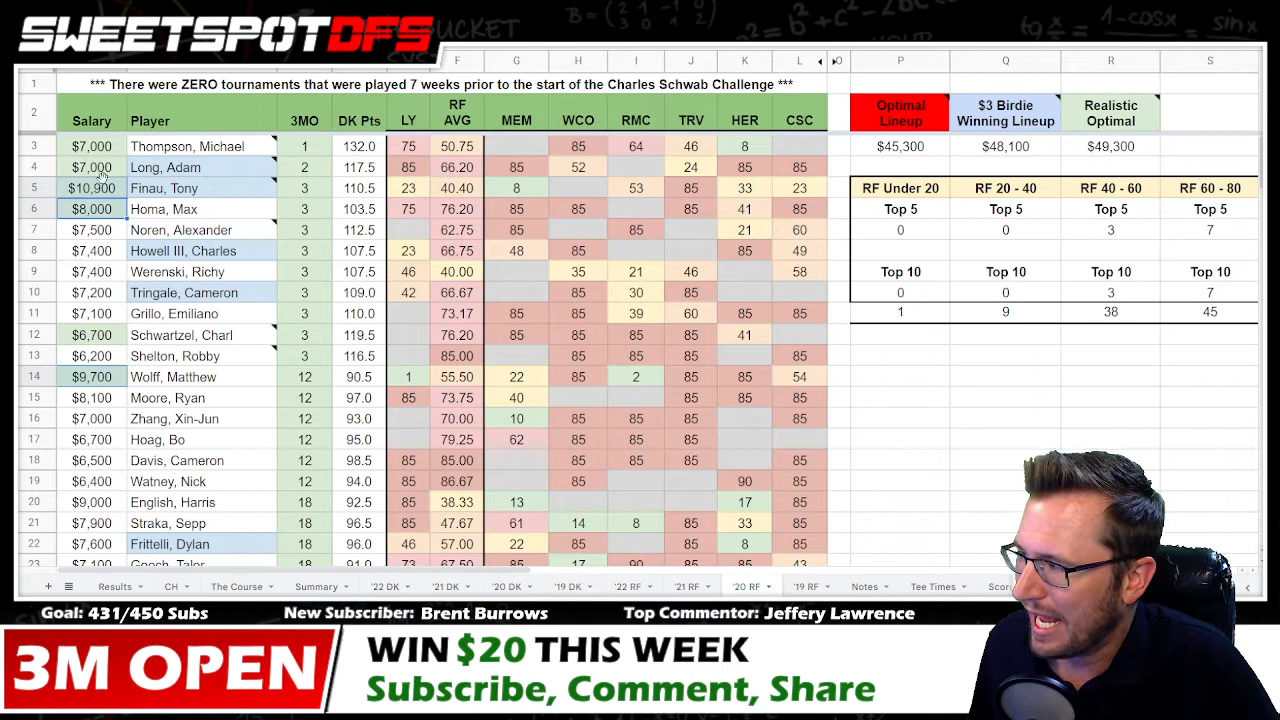 SWEETSPOTDFS
F G H I J K L O P Q R S
1 *** There were ZERO tournaments that were played 7 weeks prior to the start of the Charles Schwab Challenge ***
2 Salary Player 3MO DK Pts LY RF AVG MEM WCO RMC TRV HER CSC Optimal Lineup $3 Birdie Winning Lineup Realistic Optimal
3 $7,000 Thompson, Michael 1 132.0 75 50.75 85 64 46 8 $45,300 $48,100 $49,300
4 $7,000 Long, Adam 2 117.5 85 66.20 85 52 24 85 85
5 $10,900 Finau, Tony 3 110.5 23 40.40 8 53 85 33 23 RF Under 20 RF 20 - 40 RF 40 - 60 RF 60 - 80
6 $8,000 Homa, Max 3 103.5 75 76.20 85 85 85 41 85 Top 5 Top 5 Top 5 Top 5
7 $7,500 Noren, Alexander 3 112.5 62.75 85 85 21 60 0 0 3 7
8 $7,400 Howell III, Charles 3 107.5 23 66.75 48 85 85 49
9 $7,400 Werenski, Richy 3 107.5 46 40.00 35 21 46 58 Top 10 Top 10 Top 10 Top 10
10 $7,200 Tringale, Cameron 3 109.0 42 66.67 85 30 85 0 0 3 7
11 $7,100 Grillo, Emiliano 3 110.0 73.17 85 85 39 60 85 85 1 9 38 45
12 $6,700 Schwartzel, Charl 3 119.5 76.20 85 85 85 85 41
13 $6,200 Shelton, Robby 3 116.5 85.00 85 85 85 85
14 $9,700 Wolff, Matthew 12 90.5 1 55.50 22 85 2 85 85 54
15 $8,100 Moore, Ryan 12 97.0 85 73.75 40 85 85 85
16 $7,000 Zhang, Xin-Jun 12 93.0 70.00 10 85 85 85 85
17 $6,700 Hoag, Bo 12 95.0 79.25 62 85 85 85
18 $6,500 Davis, Cameron 12 98.5 85 85.00 85 85 85 85
19 $6,400 Watney, Nick 12 94.0 85 86.67 85 90 85
20 $9,000 English, Harris 18 92.5 85 38.33 13 17 85
21 $7,900 Straka, Sepp 18 96.5 85 47.67 61 14 8 85 33 85
22 $7,600 Frittelli, Dylan 18 96.0 46 57.00 22 85 85 8 85
23
Results CH The Course Summary '22 DK '21 DK '20 DK '19 DK '22 RF '21 RF '20 RF '19 RF Notes Tee Times
Goal: 431/450 Subs New Subscriber: Brent Burrows Top Commentor: Jeffery Lawrence
3M OPEN
WIN $20 THIS WEEK
Subscribe, Comment, Share